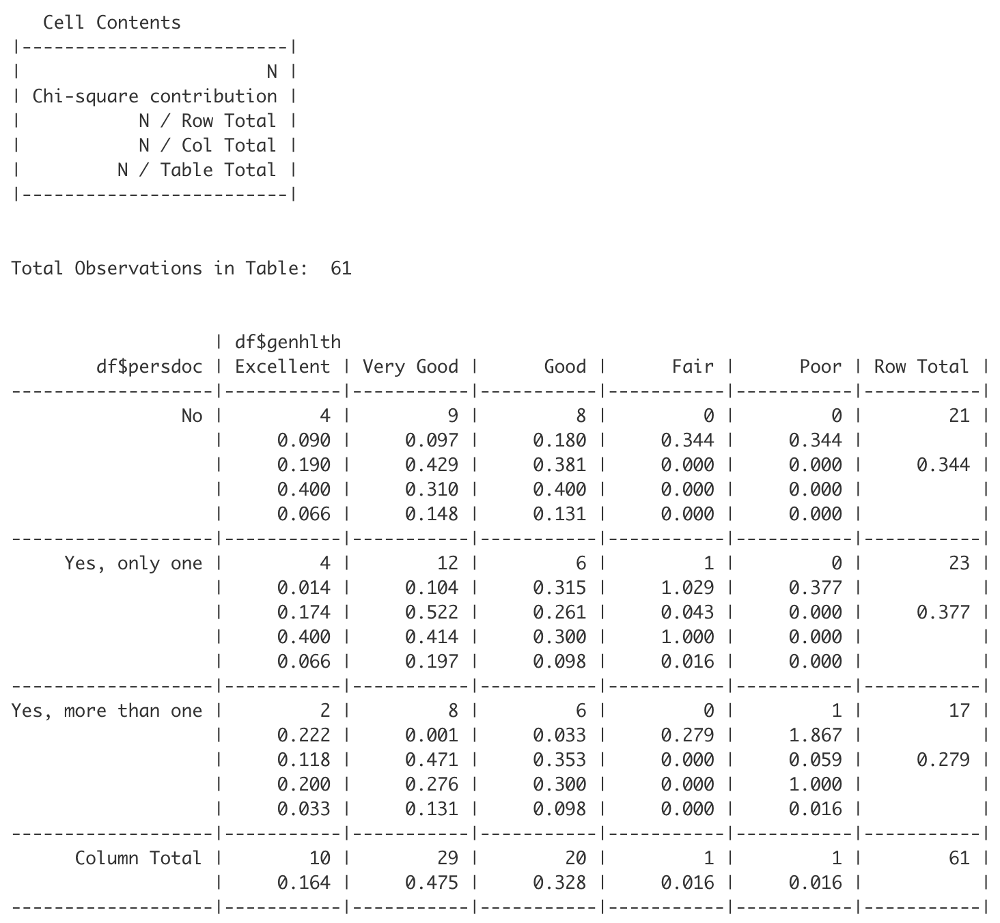 Cell Contents
|-------------------------|
|                       N |
| Chi-square contribution |
|           N / Row Total |
|           N / Col Total |
|         N / Table Total |
|-------------------------|


Total Observations in Table:  61


                   | df$genhlth
        df$persdoc | Excellent | Very Good |      Good |      Fair |      Poor | Row Total |
-------------------|-----------|-----------|-----------|-----------|-----------|-----------|
                No |         4 |         9 |         8 |         0 |         0 |        21 |
                   |     0.090 |     0.097 |     0.180 |     0.344 |     0.344 |           |
                   |     0.190 |     0.429 |     0.381 |     0.000 |     0.000 |     0.344 |
                   |     0.400 |     0.310 |     0.400 |     0.000 |     0.000 |           |
                   |     0.066 |     0.148 |     0.131 |     0.000 |     0.000 |           |
-------------------|-----------|-----------|-----------|-----------|-----------|-----------|
     Yes, only one |         4 |        12 |         6 |         1 |         0 |        23 |
                   |     0.014 |     0.104 |     0.315 |     1.029 |     0.377 |           |
                   |     0.174 |     0.522 |     0.261 |     0.043 |     0.000 |     0.377 |
                   |     0.400 |     0.414 |     0.300 |     1.000 |     0.000 |           |
                   |     0.066 |     0.197 |     0.098 |     0.016 |     0.000 |           |
-------------------|-----------|-----------|-----------|-----------|-----------|-----------|
Yes, more than one |         2 |         8 |         6 |         0 |         1 |        17 |
                   |     0.222 |     0.001 |     0.033 |     0.279 |     1.867 |           |
                   |     0.118 |     0.471 |     0.353 |     0.000 |     0.059 |     0.279 |
                   |     0.200 |     0.276 |     0.300 |     0.000 |     1.000 |           |
                   |     0.033 |     0.131 |     0.098 |     0.000 |     0.016 |           |
-------------------|-----------|-----------|-----------|-----------|-----------|-----------|
      Column Total |        10 |        29 |        20 |         1 |         1 |        61 |
                   |     0.164 |     0.475 |     0.328 |     0.016 |     0.016 |           |
-------------------|-----------|-----------|-----------|-----------|-----------|-----------|